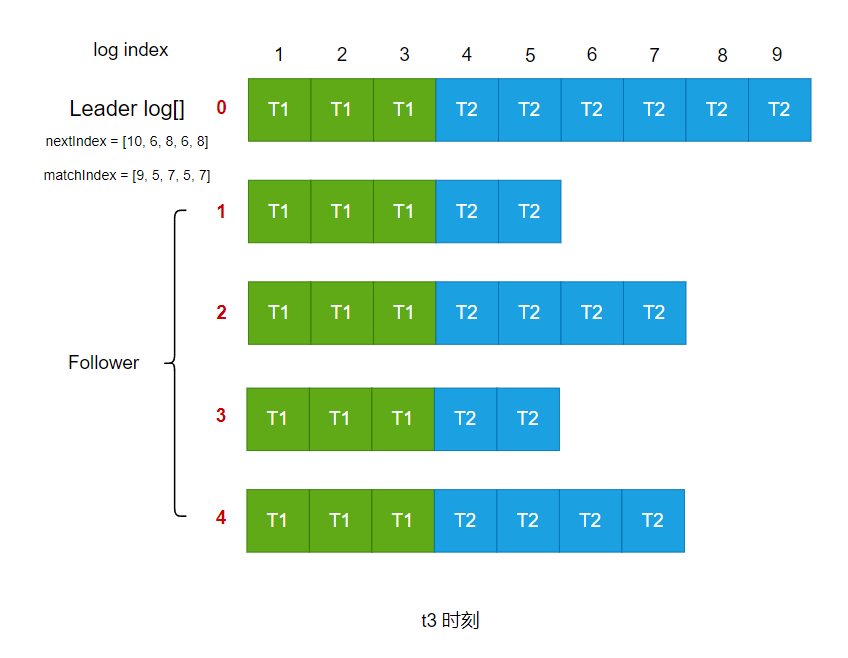 log index 1 2 3 4 5 6 7 8 9
Leader log[] 0 T1 T1 T1 T2 T2 T2 T2 T2 T2
nextIndex = [10, 6, 8, 6, 8]
matchIndex = [9, 5, 7, 5, 7]
1 T1 T1 T1 T2 T2
2 T1 T1 T1 T2 T2 T2 T2
Follower
3 T1 T1 T1 T2 T2
4 T1 T1 T1 T2 T2 T2 T2
t3 时刻